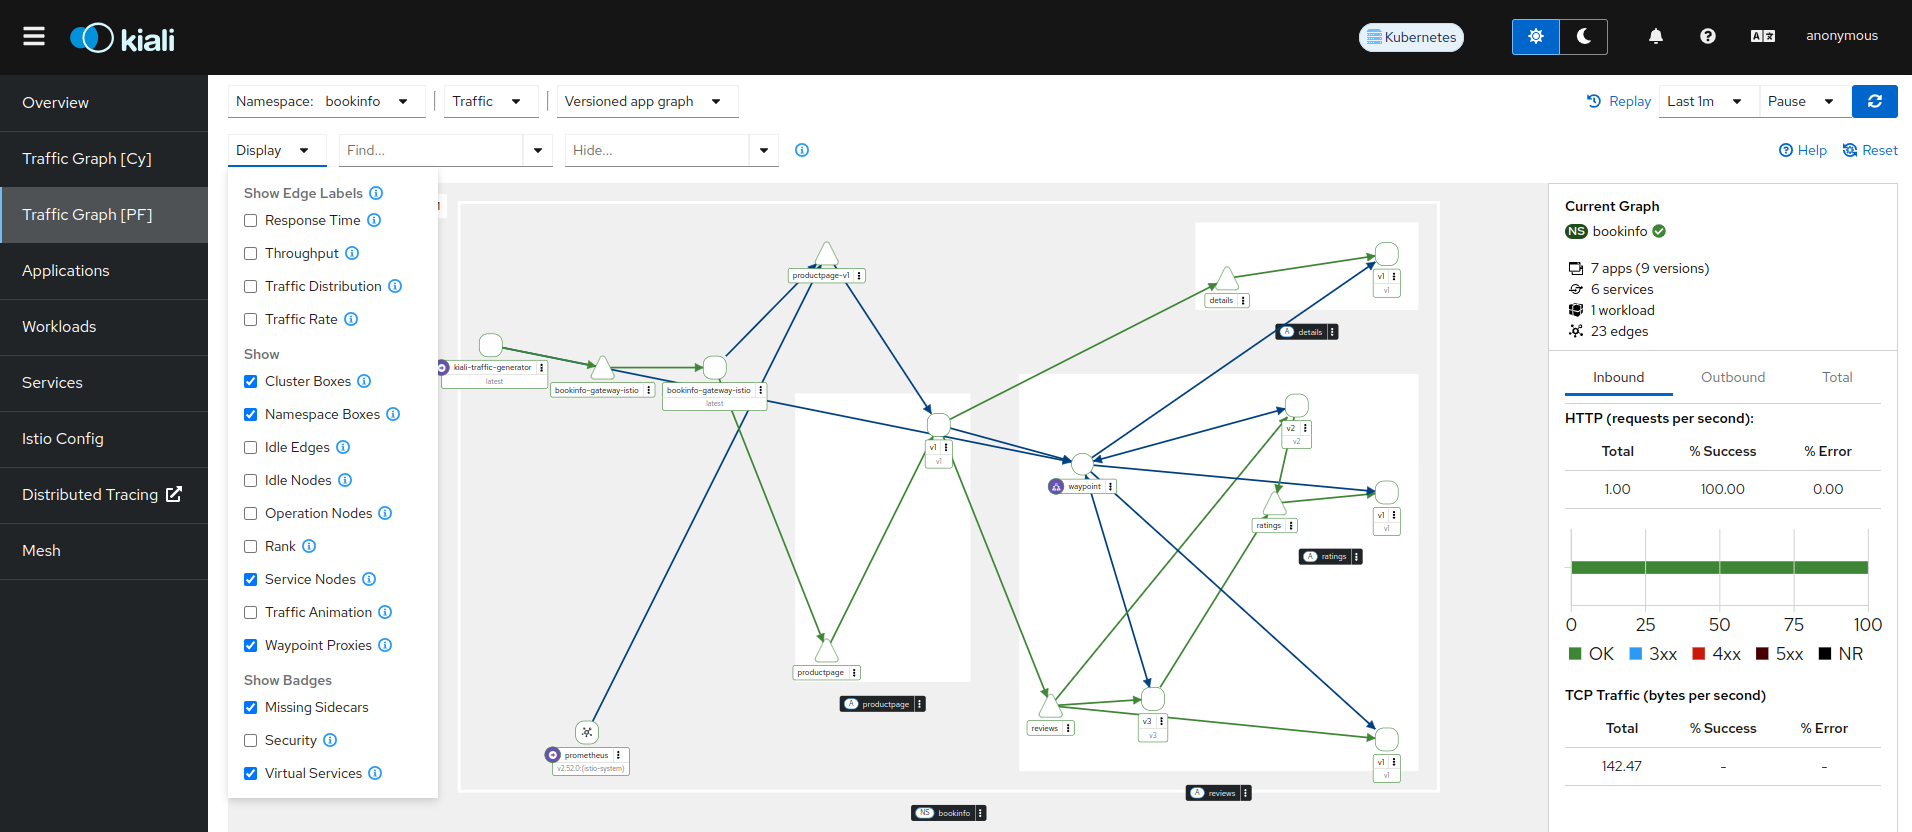 kiali
Kubernetes
anonymous
Overview
Traffic Graph [Cy]
Traffic Graph [PF]
Applications
Workloads
Services
Istio Config
Distributed Tracing
Mesh
Namespace: bookinfo
Traffic
Versioned app graph
Replay
Last 1m
Pause
Display
Find...
Hide...
Help
Reset
Show Edge Labels
Response Time
Throughput
Traffic Distribution
Traffic Rate
Show
Cluster Boxes
Namespace Boxes
Idle Edges
Idle Nodes
Operation Nodes
Rank
Service Nodes
Traffic Animation
Waypoint Proxies
Show Badges
Missing Sidecars
Security
Virtual Services
productpage-v1
kiali-traffic-generator
latest
bookinfo-gateway-istio
bookinfo-gateway-istio
latest
details
v1
v1
A details
v1
v1
waypoint
v2
v2
ratings
v1
v1
A ratings
productpage
A productpage
reviews
v3
v3
v1
v1
A reviews
prometheus
v2.52.0:(istio-system)
NS bookinfo
Current Graph
NS bookinfo
7 apps (9 versions)
6 services
1 workload
23 edges
Inbound Outbound Total
HTTP (requests per second):
Total % Success % Error
1.00 100.00 0.00
0 25 50 75 100
OK 3xx 4xx 5xx NR
TCP Traffic (bytes per second)
Total % Success % Error
142.47 - -